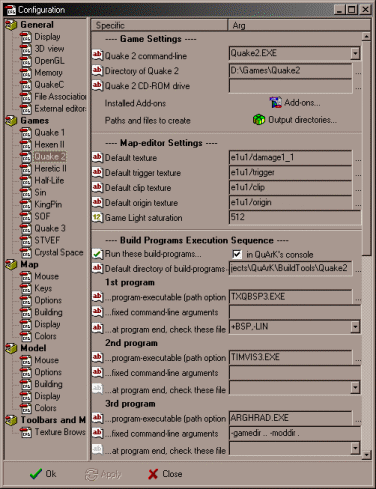 Configuration
General
Display
3D view
OpenGL
Memory
QuakeC
File Association
External editors
Games
Quake 1
Hexen II
Quake 2
Heretic II
Half-Life
Sin
KingPin
SOF
Quake 3
STVEF
Crystal Space
Map
Mouse
Keys
Options
Building
Display
Colors
Model
Mouse
Options
Building
Display
Colors
Toolbars and M
Texture Brows
Specific Arg
---- Game Settings ----
Quake 2 command-line Quake2.EXE
Directory of Quake 2 D:\Games\Quake2 ...
Quake 2 CD-ROM drive ...
Installed Add-ons Add-ons...
Paths and files to create Output directories...
---- Map-editor Settings ----
Default texture e1u1/damage1_1 ...
Default trigger texture e1u1/trigger ...
Default clip texture e1u1/clip ...
Default origin texture e1u1/origin ...
Game Light saturation 512
---- Build Programs Execution Sequence ----
Run these build-programs... in QuArK's console
Default directory of build-programs jects\QuArK\BuildTools\Quake2 ...
1st program
...program-executable (path option TXQBSP3.EXE ...
...fixed command-line arguments
...at program end, check these file +BSP,-LIN
2nd program
...program-executable (path option TIMVIS3.EXE ...
...fixed command-line arguments
...at program end, check these file
3rd program
...program-executable (path option ARGHRAD.EXE ...
...fixed command-line arguments -gamedir .. -moddir .
...at program end, check these file
Ok Apply Close